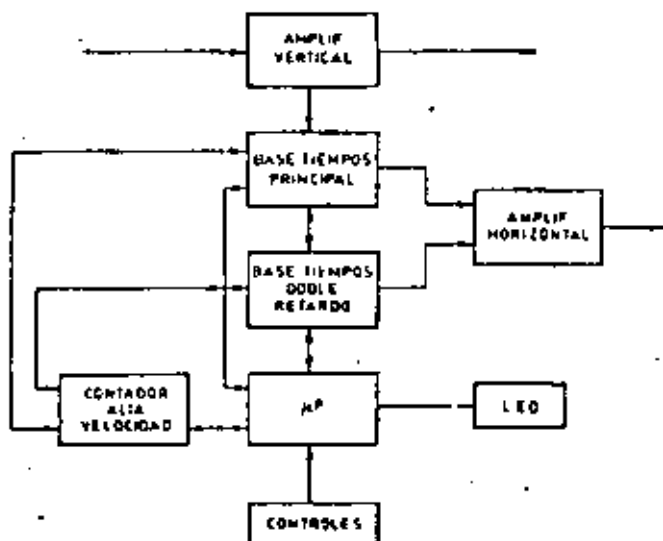 AMPLIF
VERTICAL
BASE TIEMPOS
PRINCIPAL
AMPLIF
HORIZONTAL
BASE TIEMPOS
DOBLE
RETARDO
CONTADOR
ALTA
VELOCIDAD
μP
LED
CONTROLES